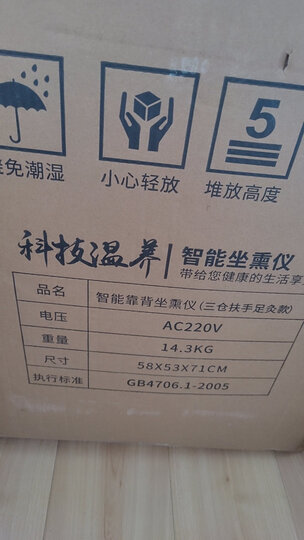 免潮湿
小心轻放
5
堆放高度
科技温养
智能坐熏仪
带给您健康的生活享
品名 智能靠背坐熏仪(三仓扶手足灸款)
电压 AC220V
重量 14.3KG
尺寸 58X53X71CM
执行标准 GB4706.1-2005